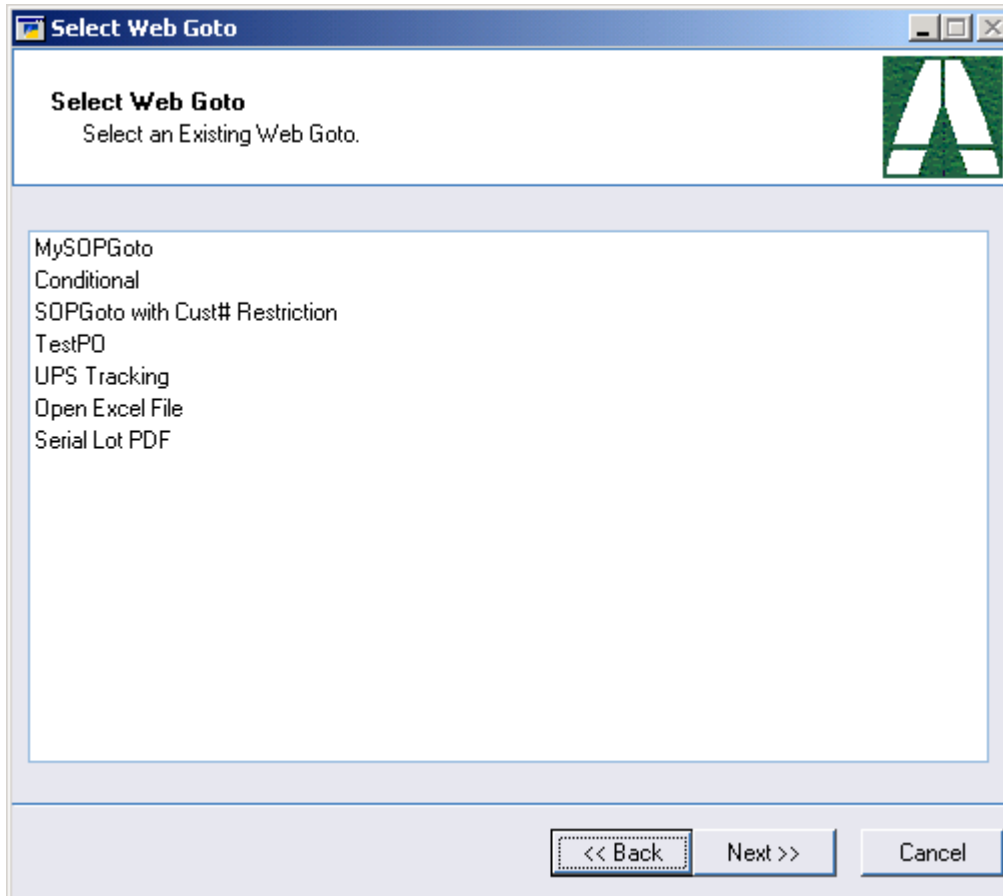 Select Web Goto
Select Web Goto
Select an Existing Web Goto.
MySOPGoto
Conditional
SOPGoto with Cust# Restriction
TestPO
UPS Tracking
Open Excel File
Serial Lot PDF
<< Back Next >> Cancel